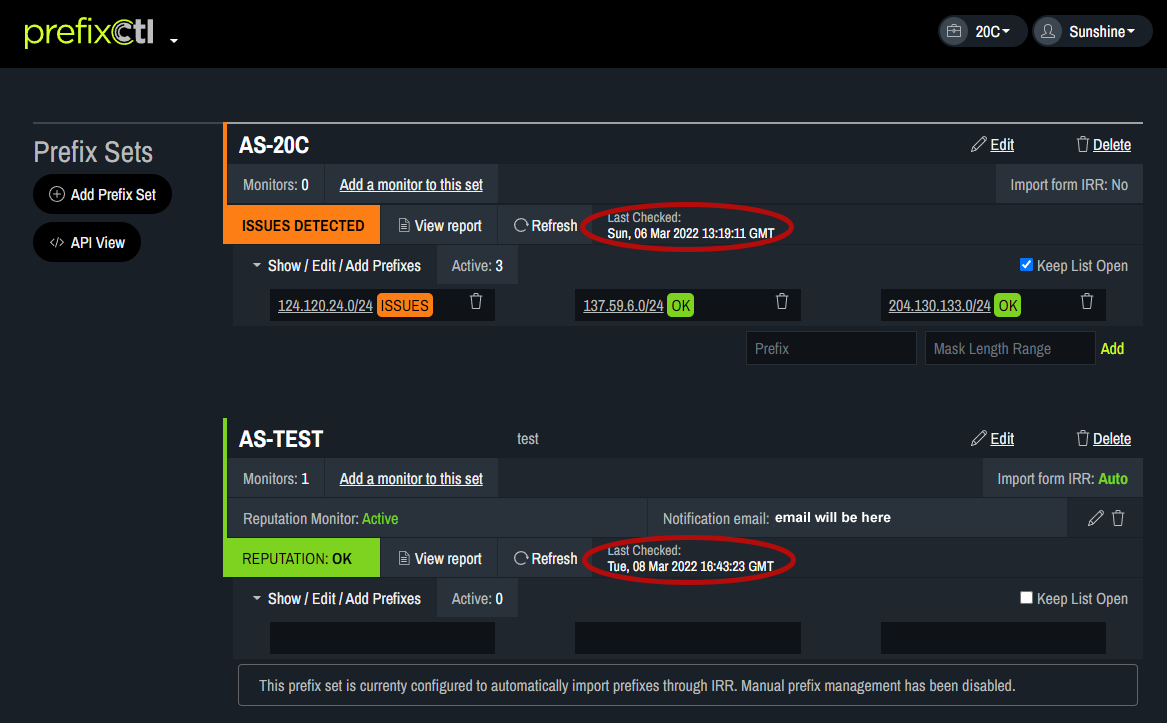 prefixctl
20C
Sunshine
Prefix Sets
Add Prefix Set
</> API View
AS-20C
Edit
Delete
Monitors: 0
Add a monitor to this set
Import form IRR: No
ISSUES DETECTED
View report
Refresh
Last Checked:
Sun, 06 Mar 2022 13:19:11 GMT
Show / Edit / Add Prefixes
Active: 3
Keep List Open
124.120.24.0/24 ISSUES
137.59.6.0/24 OK
204.130.133.0/24 OK
Prefix
Mask Length Range
Add
AS-TEST
test
Edit
Delete
Monitors: 1
Add a monitor to this set
Import form IRR: Auto
Reputation Monitor: Active
Notification email: email will be here
REPUTATION: OK
View report
Refresh
Last Checked:
Tue, 08 Mar 2022 16:43:23 GMT
Show / Edit / Add Prefixes
Active: 0
Keep List Open
This prefix set is currenty configured to automatically import prefixes through IRR. Manual prefix management has been disabled.